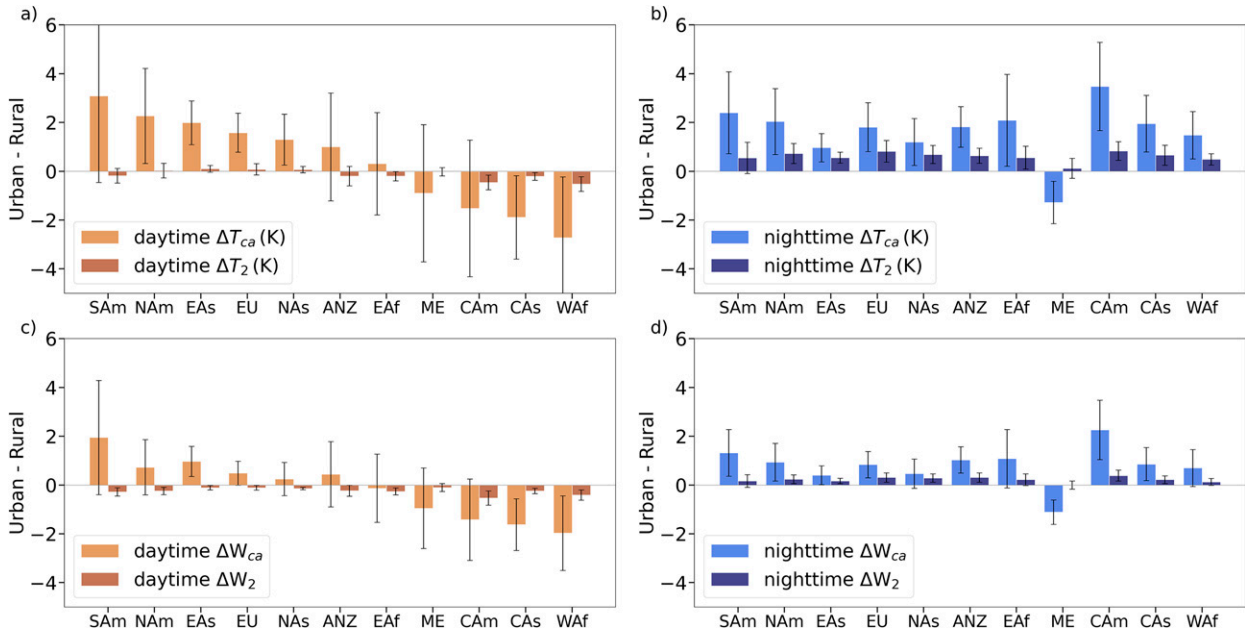 a)
6
4
2
0
−2
−4
Urban - Rural
daytime ΔT_ca (K)
daytime ΔT_2 (K)
SAm NAm EAs EU NAs ANZ EAf ME CAm CAs WAf
b)
6
4
2
0
−2
−4
Urban - Rural
nighttime ΔT_ca (K)
nighttime ΔT_2 (K)
SAm NAm EAs EU NAs ANZ EAf ME CAm CAs WAf
c)
6
4
2
0
−2
−4
Urban - Rural
daytime ΔW_ca
daytime ΔW_2
SAm NAm EAs EU NAs ANZ EAf ME CAm CAs WAf
d)
6
4
2
0
−2
−4
Urban - Rural
nighttime ΔW_ca
nighttime ΔW_2
SAm NAm EAs EU NAs ANZ EAf ME CAm CAs WAf